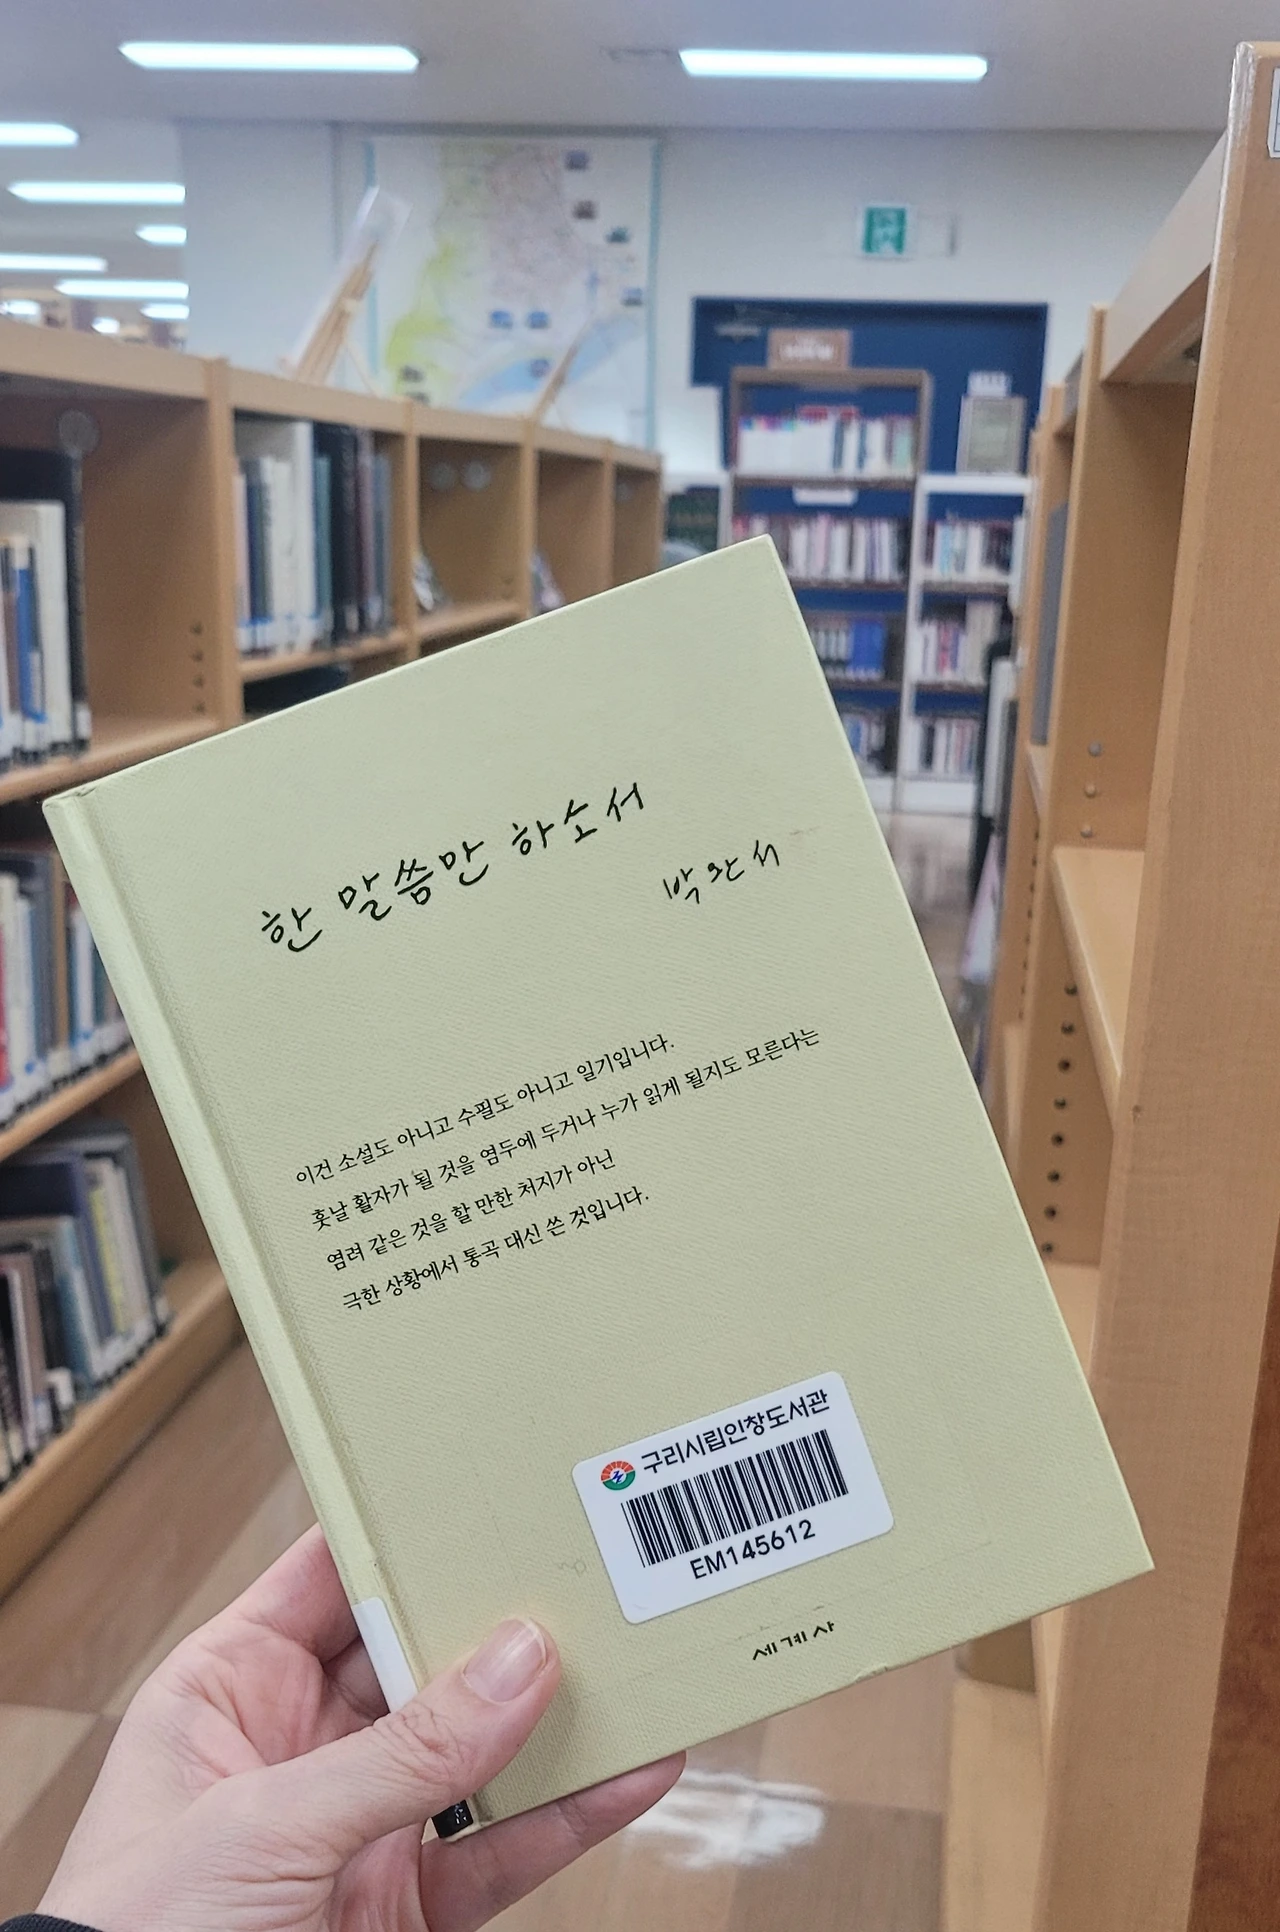 한 말씀만 하소서
박완서
이건 소설도 아니고 수필도 아니고 일기입니다.
훗날 활자가 될 것을 염두에 두거나 누가 읽게 될지도 모른다는
염려 같은 것을 할 만한 처지가 아닌
극한 상황에서 통곡 대신 쓴 것입니다.
구리시립인창도서관
EM145612
세계사